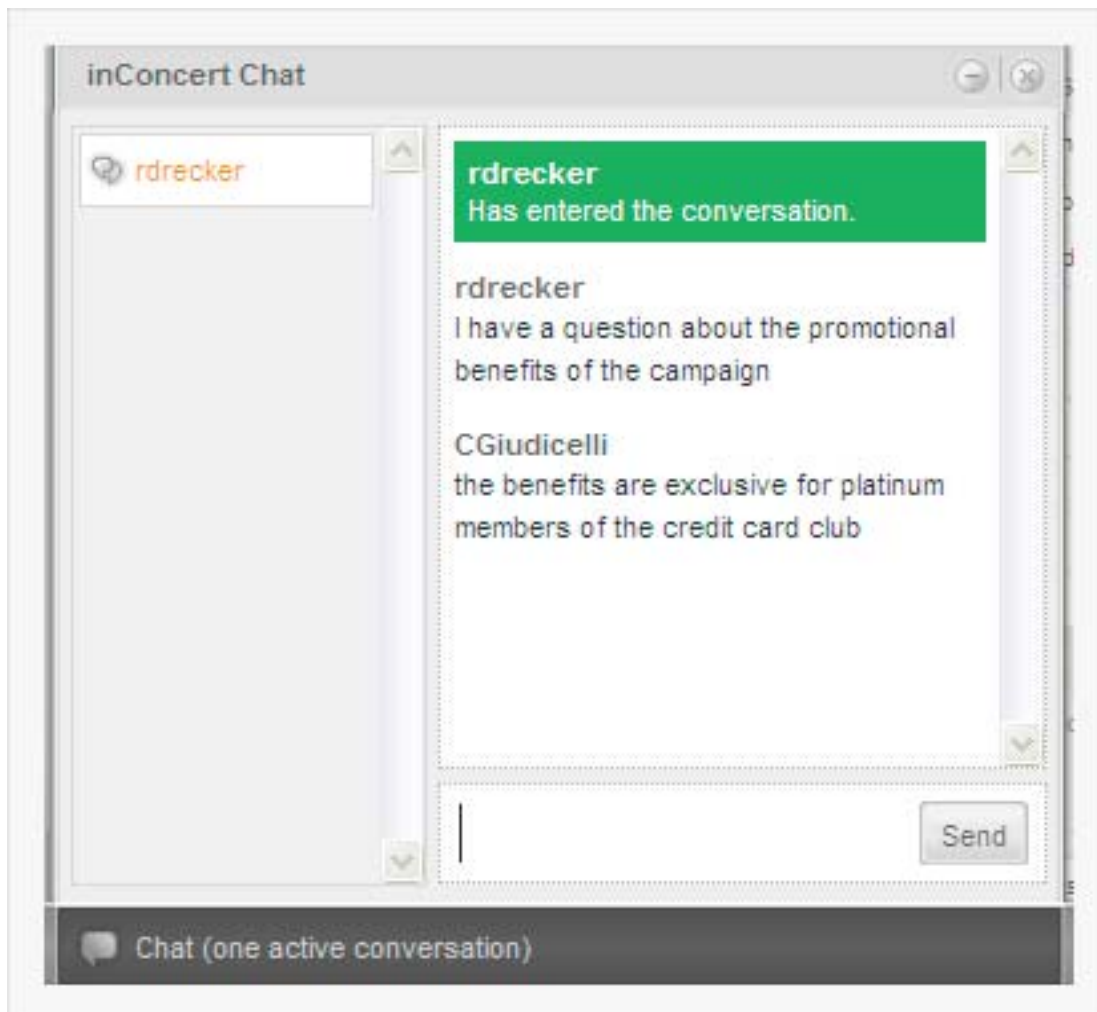 inConcert Chat
rdrecker
rdrecker
Has entered the conversation.
rdrecker
I have a question about the promotional
benefits of the campaign
CGiudicelli
the benefits are exclusive for platinum
members of the credit card club
Send
Chat (one active conversation)